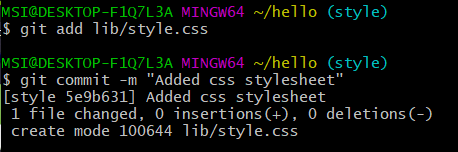 MSI@DESKTOP-F1Q7L3A MINGW64 ~/hello (style)
$ git add lib/style.css
MSI@DESKTOP-F1Q7L3A MINGW64 ~/hello (style)
$ git commit -m "Added css stylesheet"
[style 5e9b631] Added css stylesheet
 1 file changed, 0 insertions(+), 0 deletions(-)
 create mode 100644 lib/style.css